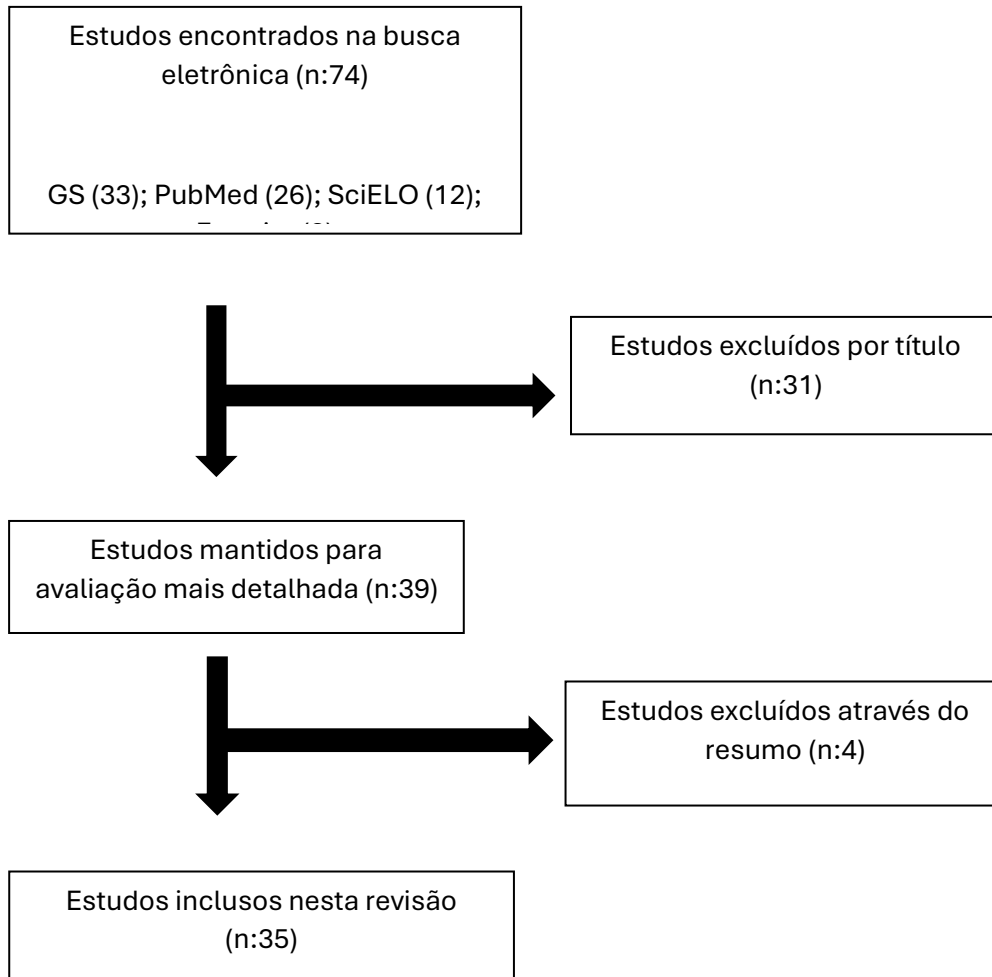 Estudos encontrados na busca
eletrônica (n:74)
GS (33); PubMed (26); SciELO (12);
Estudos excluídos por título
(n:31)
Estudos mantidos para
avaliação mais detalhada (n:39)
Estudos excluídos através do
resumo (n:4)
Estudos inclusos nesta revisão
(n:35)